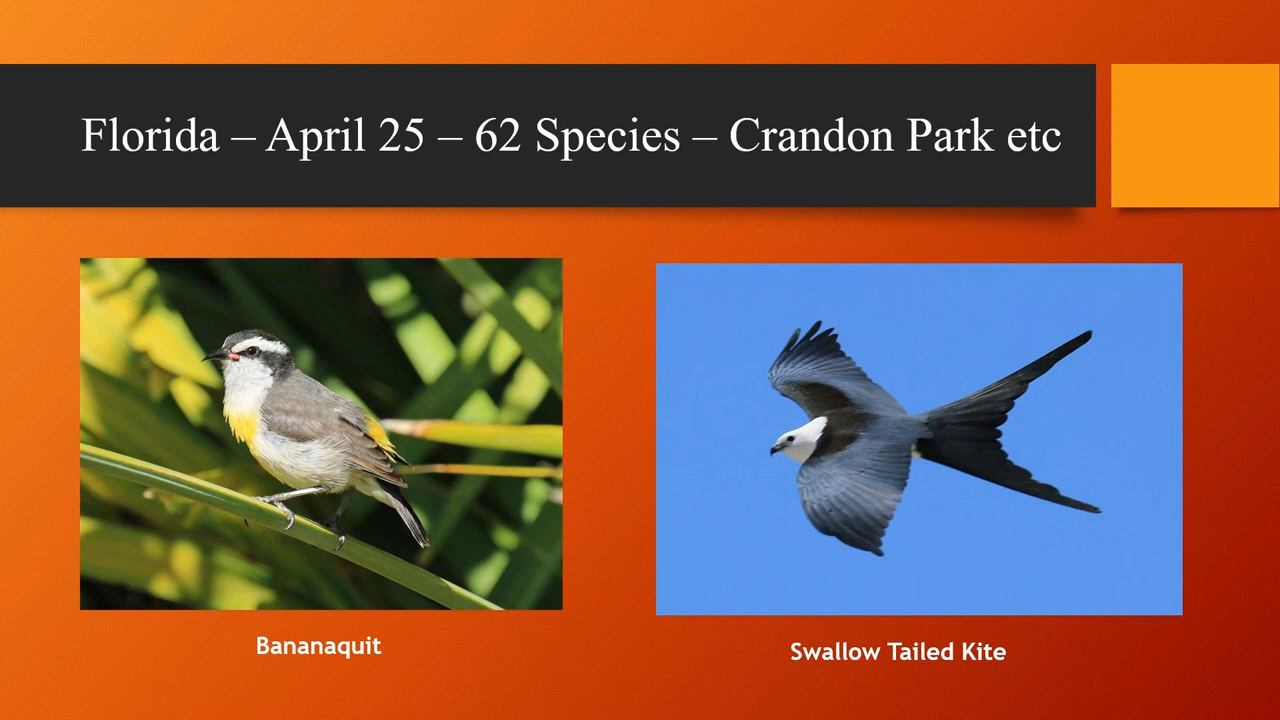 Florida – April 25 – 62 Species – Crandon Park etc
Bananaquit
Swallow Tailed Kite